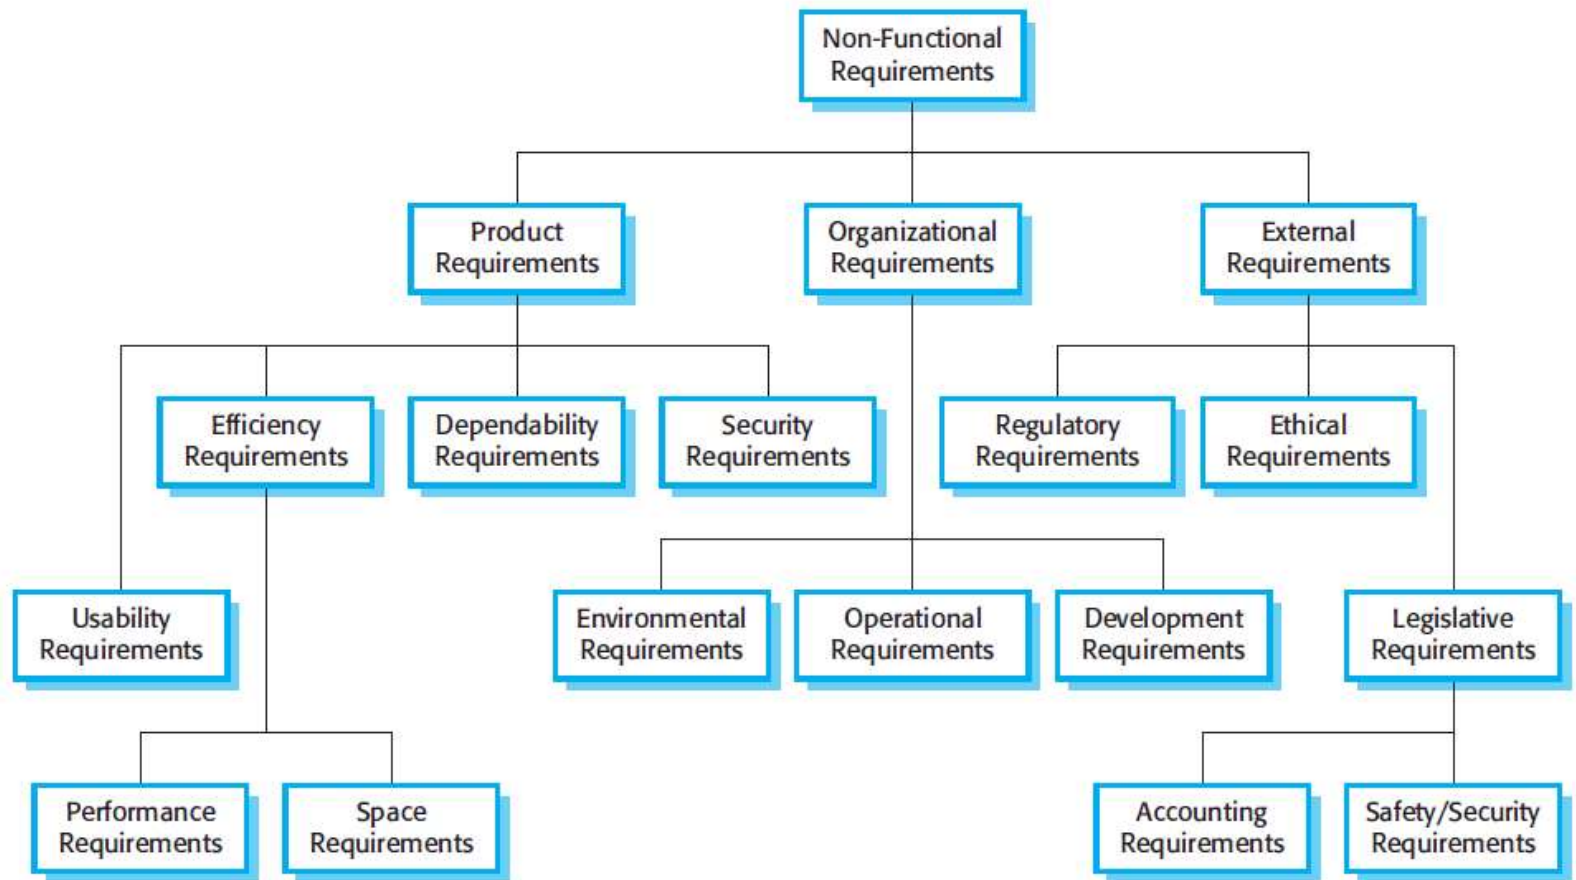 Non-Functional
Requirements
Product
Requirements
Organizational
Requirements
External
Requirements
Efficiency
Requirements
Dependability
Requirements
Security
Requirements
Regulatory
Requirements
Ethical
Requirements
Usability
Requirements
Environmental
Requirements
Operational
Requirements
Development
Requirements
Legislative
Requirements
Performance
Requirements
Space
Requirements
Accounting
Requirements
Safety/Security
Requirements